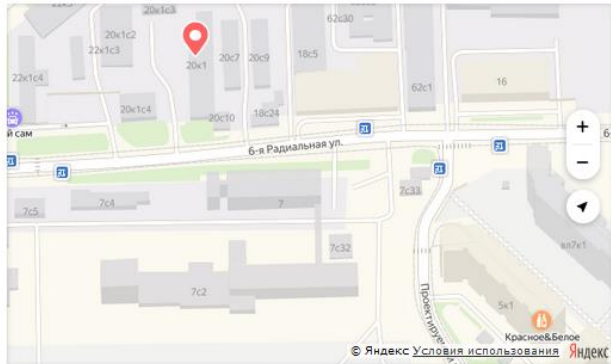 20к1с3
62с30
20к1с2
22к1с3
20к1
20с7
20с9
18с5
22к1с4
62с1
16
20к1с4
20с10
18с24
й сам
6-я Радиальная ул.
6-
7с33
7с5
7с4
7
7с32
вл7к1
7с2
Проектируе
5к1
Красное&Белое
© Яндекс Условия использования Яндекс